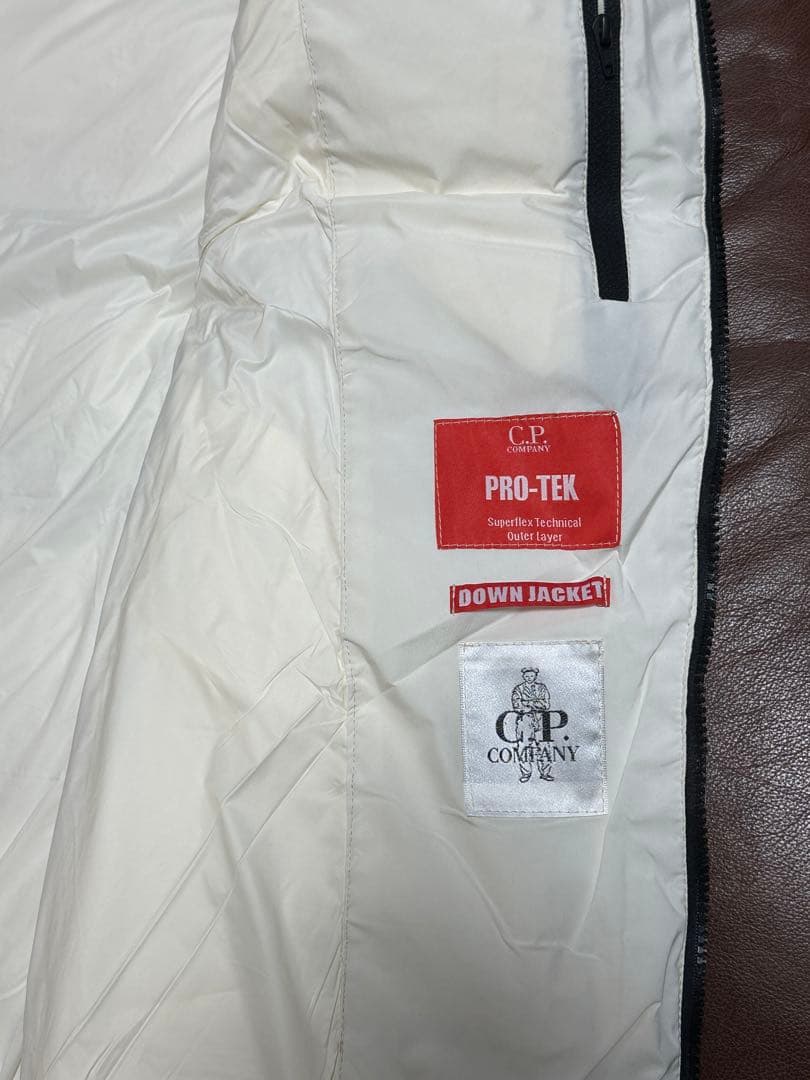 C.P.
COMPANY
PRO-TEK
Superflex Technical
Outer Layer
DOWN JACKET
C.P.
COMPANY